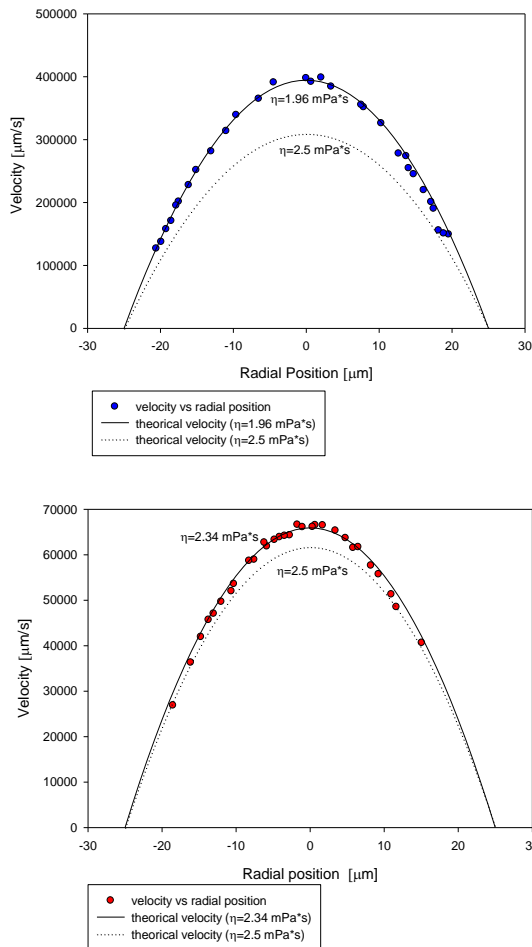 500000
400000
300000
200000
100000
0
Velocity [μm/s]
η=1.96 mPa*s
η=2.5 mPa*s
-30 -20 -10 0 10 20 30
Radial Position [μm]
velocity vs radial position
theorical velocity (η=1.96 mPa*s)
theorical velocity (η=2.5 mPa*s)
70000
60000
50000
40000
30000
20000
10000
0
Velocity [μm/s]
η=2.34 mPa*s
η=2.5 mPa*s
-30 -20 -10 0 10 20 30
Radial position [μm]
velocity vs radial position
theorical velocity (η=2.34 mPa*s)
theorical velocity (η=2.5 mPa*s)